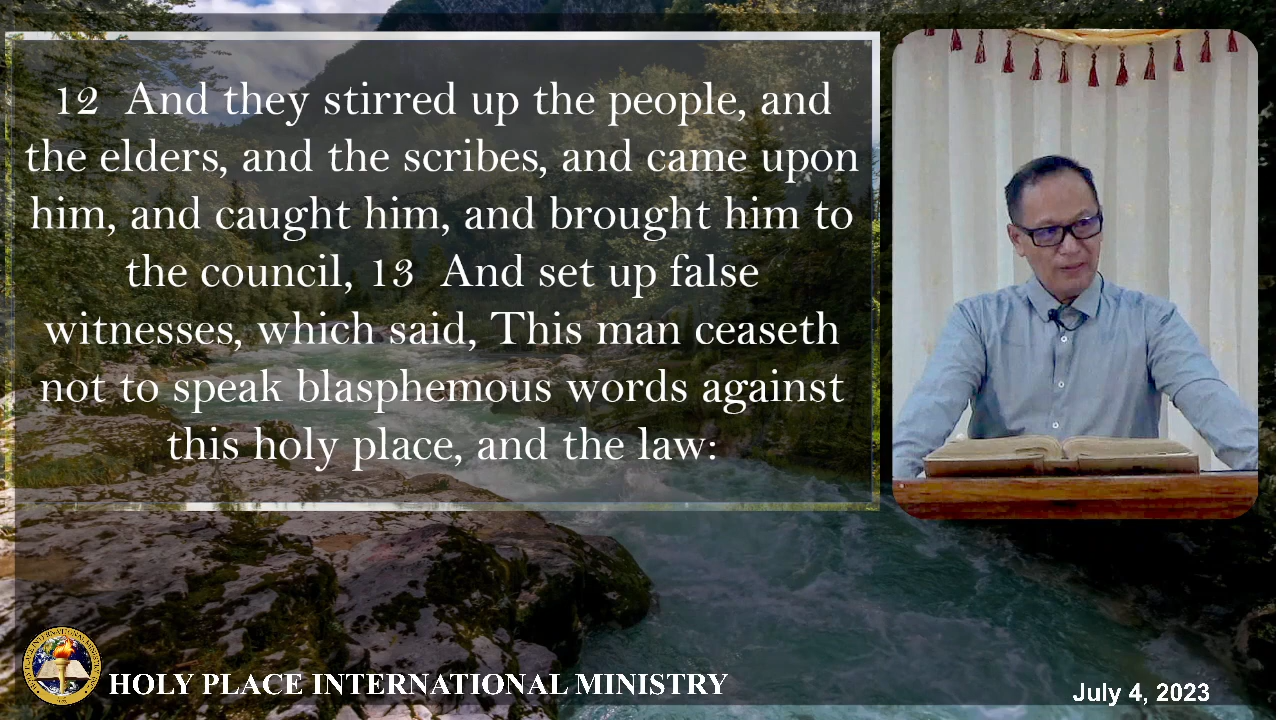 12 And they stirred up the people, and
the elders, and the scribes, and came upon
him, and caught him, and brought him to
the council, 13 And set up false
witnesses, which said, This man ceaseth
not to speak blasphemous words against
this holy place, and the law:
HOLY PLACE INTERNATIONAL MINISTRY
July 4, 2023